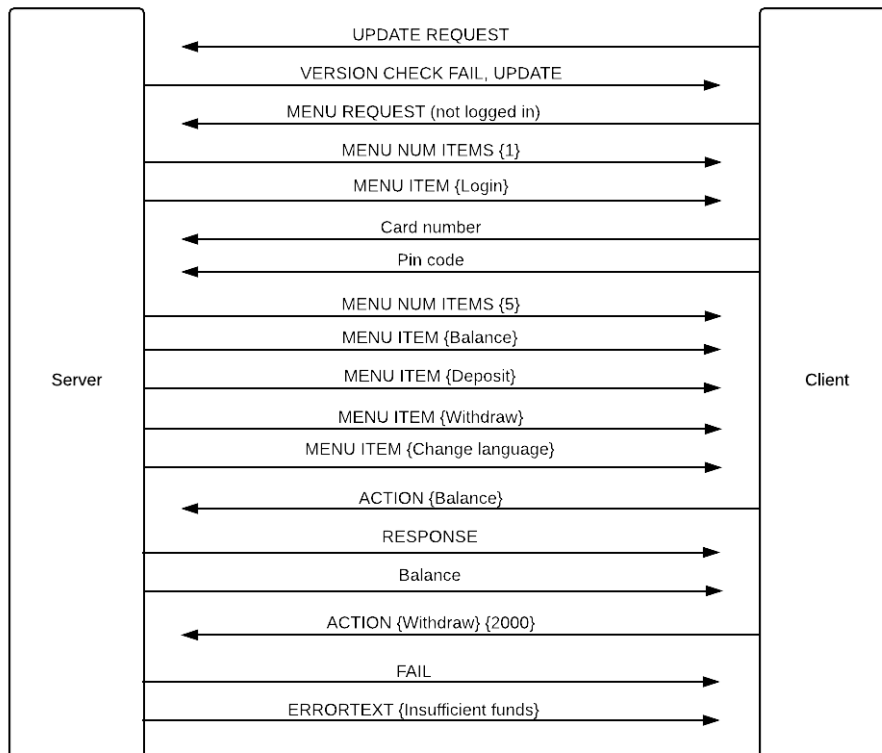 UPDATE REQUEST
VERSION CHECK FAIL, UPDATE
MENU REQUEST (not logged in)
MENU NUM ITEMS {1}
MENU ITEM {Login}
Card number
Pin code
MENU NUM ITEMS {5}
MENU ITEM {Balance}
Server
MENU ITEM {Deposit}
Client
MENU ITEM {Withdraw}
MENU ITEM {Change language}
ACTION {Balance}
RESPONSE
Balance
ACTION {Withdraw} {2000}
FAIL
ERRORTEXT {Insufficient funds}